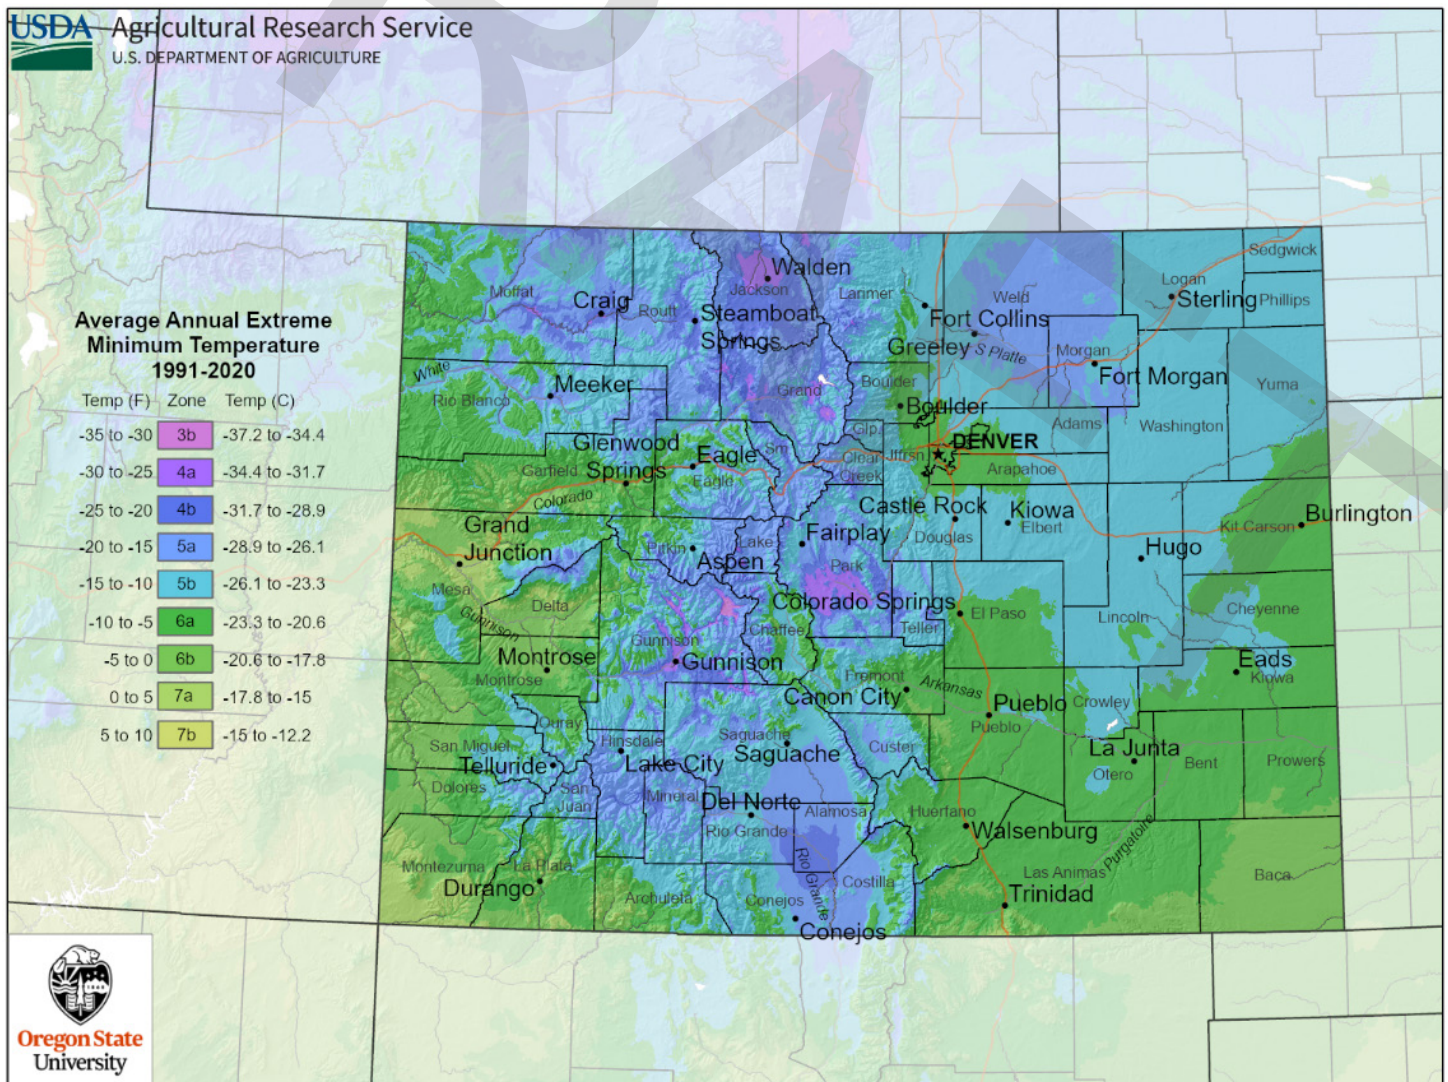 USDA
Agricultural Research Service
U.S. DEPARTMENT OF AGRICULTURE
DRAFT
Average Annual Extreme
Minimum Temperature
1991-2020
Temp (F) Zone Temp (C)
-35 to -30 3b -37.2 to -34.4
-30 to -25 4a -34.4 to -31.7
-25 to -20 4b -31.7 to -28.9
-20 to -15 5a -28.9 to -26.1
-15 to -10 5b -26.1 to -23.3
-10 to -5 6a -23.3 to -20.6
-5 to 0 6b -20.6 to -17.8
0 to 5 7a -17.8 to -15
5 to 10 7b -15 to -12.2
Sedgwick
Walden
Jackson
Logan
Moffat
Larimer
Weld
Craig
Routt
Sterling
Phillips
Steamboat
Springs
Fort Collins
Greeley
S Platte
Morgan
White
Meeker
Fort Morgan
Rio Blanco
Grand
Boulder
Yuma
Boulder
Adams
Washington
Glp.
Glenwood
Springs
DENVER
Eagle
Sm
Clear
Creek
Jffrsn
Garfield
Eagle
Arapahoe
Colorado
Castle Rock
Kiowa
Burlington
Grand
Junction
Fairplay
Elbert
Kit Carson
Douglas
Pitkin
Lake
Aspen
Hugo
Park
Mesa
Delta
Colorado Springs
El Paso
Cheyenne
Gunnison
Chaffee
Teller
Lincoln
Gunnison
Gunnison
Montrose
Montrose
Fremont
Eads
Kiowa
Canon City
Arkansas
Pueblo
Crowley
Ouray
Pueblo
Saguache
San Miguel
Hinsdale
Saguache
Custer
La Junta
Telluride
Lake City
Bent
Prowers
Otero
Dolores
San
Juan
Mineral
Del Norte
Alamosa
Huerfano
Rio Grande
Walsenburg
Purgatoire
Montezuma
La Plata
Rio Grande
Las Animas
Baca
Durango
Costilla
Archuleta
Conejos
Trinidad
Conejos
Oregon State
University